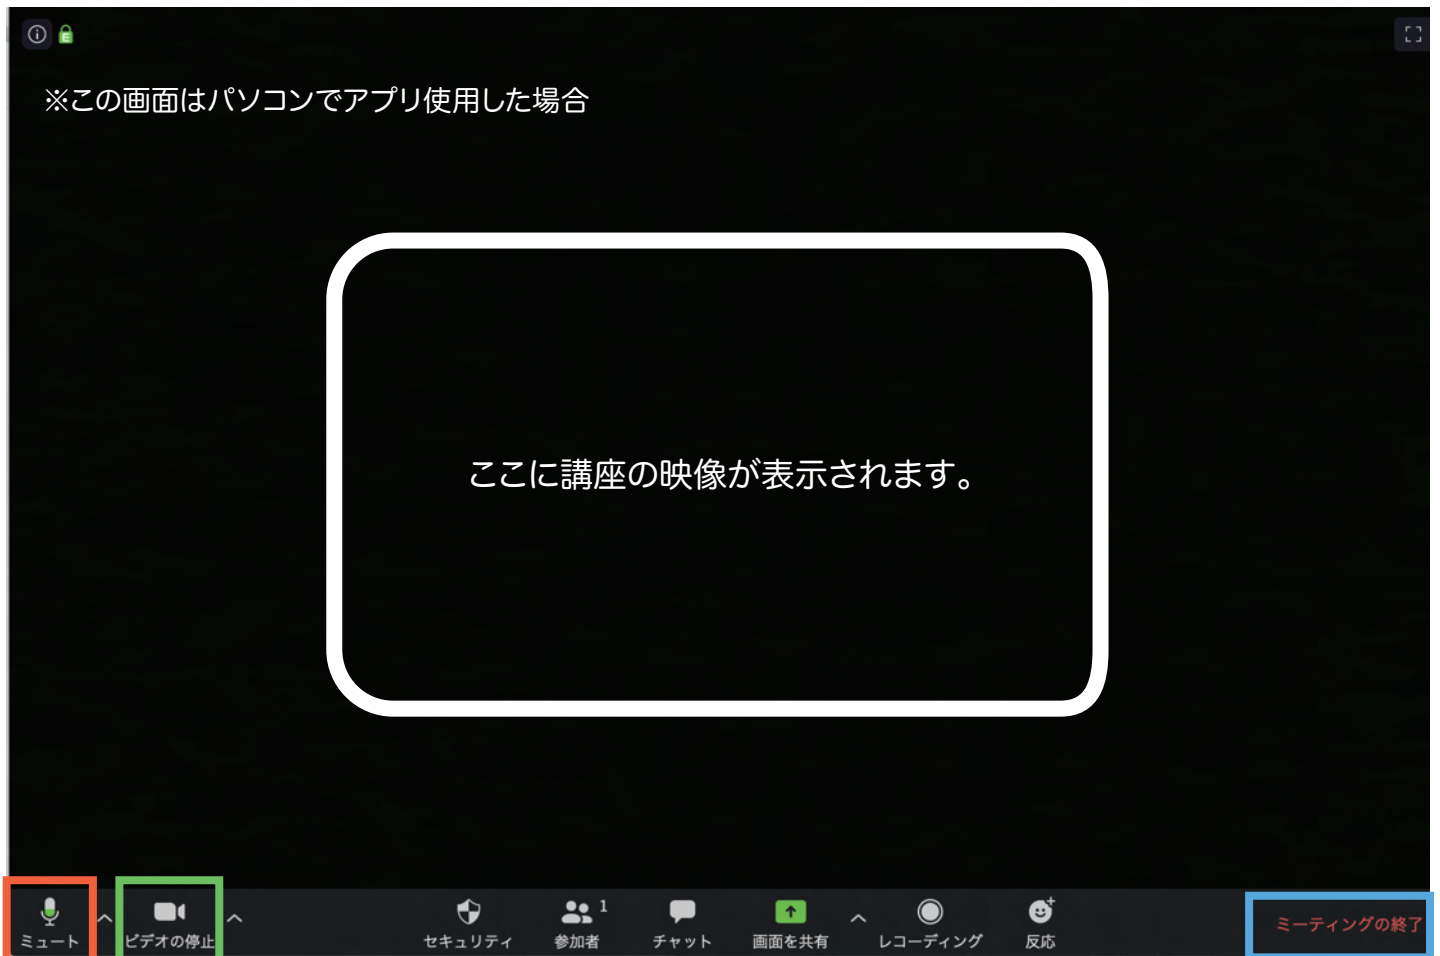 ※この画面はパソコンでアプリ使用した場合
ここに講座の映像が表示されます。
ミュート
ビデオの停止
セキュリティ
1
参加者
チャット
画面を共有
レコーディング
反応
ミーティングの終了
E